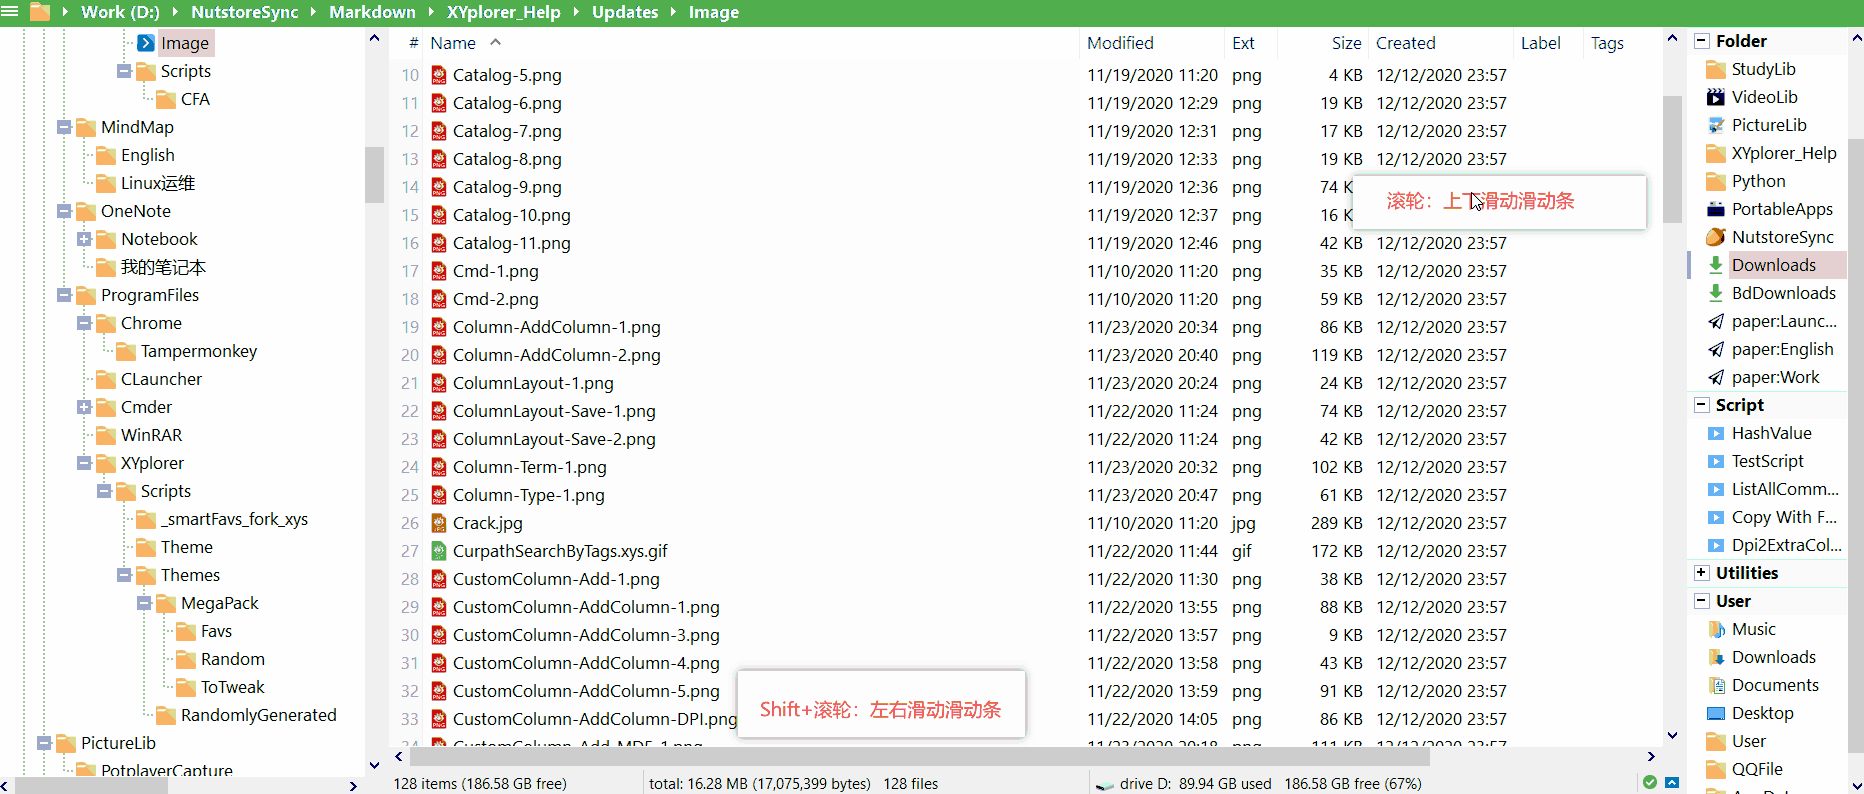 Work (D:) NutstoreSync Markdown XYplorer_Help Updates Image
Image
Scripts
CFA
MindMap
English
Linux运维
OneNote
Notebook
我的笔记本
ProgramFiles
Chrome
Tampermonkey
CLauncher
Cmder
WinRAR
XYplorer
Scripts
_smartFavs_fork_xys
Theme
Themes
MegaPack
Favs
Random
ToTweak
RandomlyGenerated
PictureLib
PotplayerCapture
# Name Modified Ext Size Created Label Tags
10 Catalog-5.png 11/19/2020 11:20 png 4 KB 12/12/2020 23:57
11 Catalog-6.png 11/19/2020 12:29 png 19 KB 12/12/2020 23:57
12 Catalog-7.png 11/19/2020 12:31 png 17 KB 12/12/2020 23:57
13 Catalog-8.png 11/19/2020 12:33 png 19 KB 12/12/2020 23:57
14 Catalog-9.png 11/19/2020 12:36 png 74 K
滚轮：上下滑动滑动条
15 Catalog-10.png 11/19/2020 12:37 png 16 K
16 Catalog-11.png 11/19/2020 12:46 png 42 KB 12/12/2020 23:57
17 Cmd-1.png 11/10/2020 11:20 png 35 KB 12/12/2020 23:57
18 Cmd-2.png 11/10/2020 11:20 png 59 KB 12/12/2020 23:57
19 Column-AddColumn-1.png 11/23/2020 20:34 png 86 KB 12/12/2020 23:57
20 Column-AddColumn-2.png 11/23/2020 20:40 png 119 KB 12/12/2020 23:57
21 ColumnLayout-1.png 11/23/2020 20:24 png 24 KB 12/12/2020 23:57
22 ColumnLayout-Save-1.png 11/22/2020 11:24 png 74 KB 12/12/2020 23:57
23 ColumnLayout-Save-2.png 11/22/2020 11:24 png 42 KB 12/12/2020 23:57
24 Column-Term-1.png 11/23/2020 20:32 png 102 KB 12/12/2020 23:57
25 Column-Type-1.png 11/23/2020 20:47 png 61 KB 12/12/2020 23:57
26 Crack.jpg 11/10/2020 11:20 jpg 289 KB 12/12/2020 23:57
27 CurpathSearchByTags.xys.gif 11/22/2020 11:44 gif 172 KB 12/12/2020 23:57
28 CustomColumn-Add-1.png 11/22/2020 11:30 png 38 KB 12/12/2020 23:57
29 CustomColumn-AddColumn-1.png 11/22/2020 13:55 png 88 KB 12/12/2020 23:57
30 CustomColumn-AddColumn-3.png 11/22/2020 13:57 png 9 KB 12/12/2020 23:57
31 CustomColumn-AddColumn-4.png 11/22/2020 13:58 png 43 KB 12/12/2020 23:57
32 CustomColumn-AddColumn-5.png 11/22/2020 13:59 png 91 KB 12/12/2020 23:57
33 CustomColumn-AddColumn-DPI.png 11/22/2020 14:05 png 86 KB 12/12/2020 23:57
Shift+滚轮：左右滑动滑动条
128 items (186.58 GB free) total: 16.28 MB (17,075,399 bytes) 128 files drive D: 89.94 GB used 186.58 GB free (67%)
Folder
StudyLib
VideoLib
PictureLib
XYplorer_Help
Python
PortableApps
NutstoreSync
Downloads
BdDownloads
paper:Launc...
paper:English
paper:Work
Script
HashValue
TestScript
ListAllComm...
Copy With F...
Dpi2ExtraCol...
Utilities
User
Music
Downloads
Documents
Desktop
User
QQFile